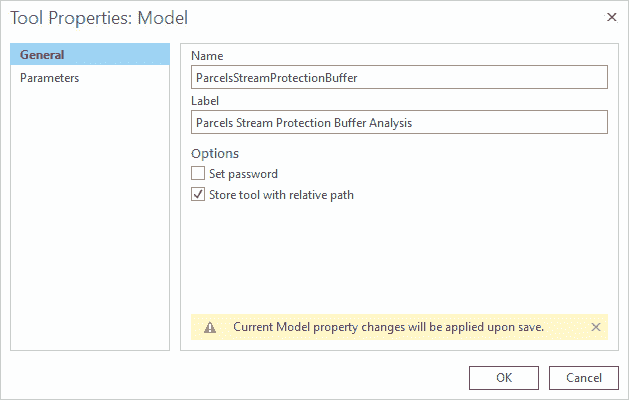 Tool Properties: Model
General
Parameters
Name
ParcelsStreamProtectionBuffer
Label
Parcels Stream Protection Buffer Analysis
Options
Set password
Store tool with relative path
Current Model property changes will be applied upon save.
OK
Cancel